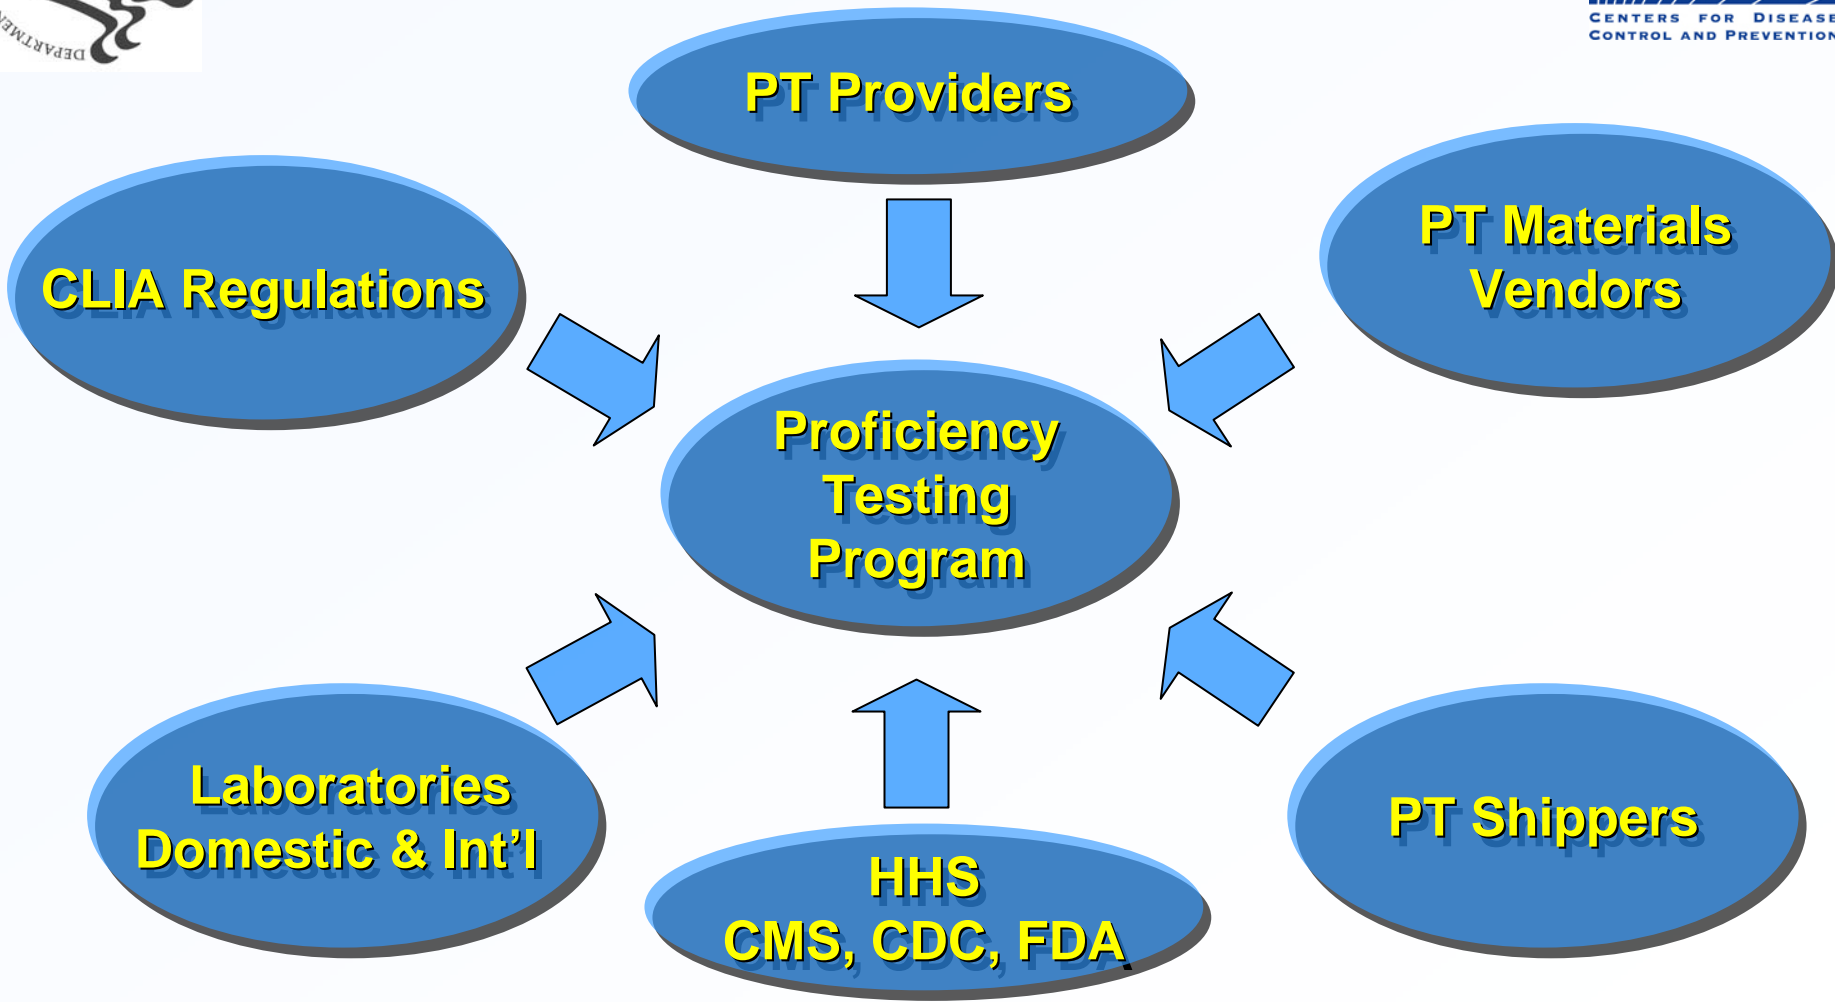 CENTERS FOR DISEASE
CONTROL AND PREVENTION
PT Providers
CLIA Regulations
PT Materials
Vendors
Proficiency
Testing
Program
Laboratories
Domestic & Int’l
HHS
CMS, CDC, FDA
PT Shippers